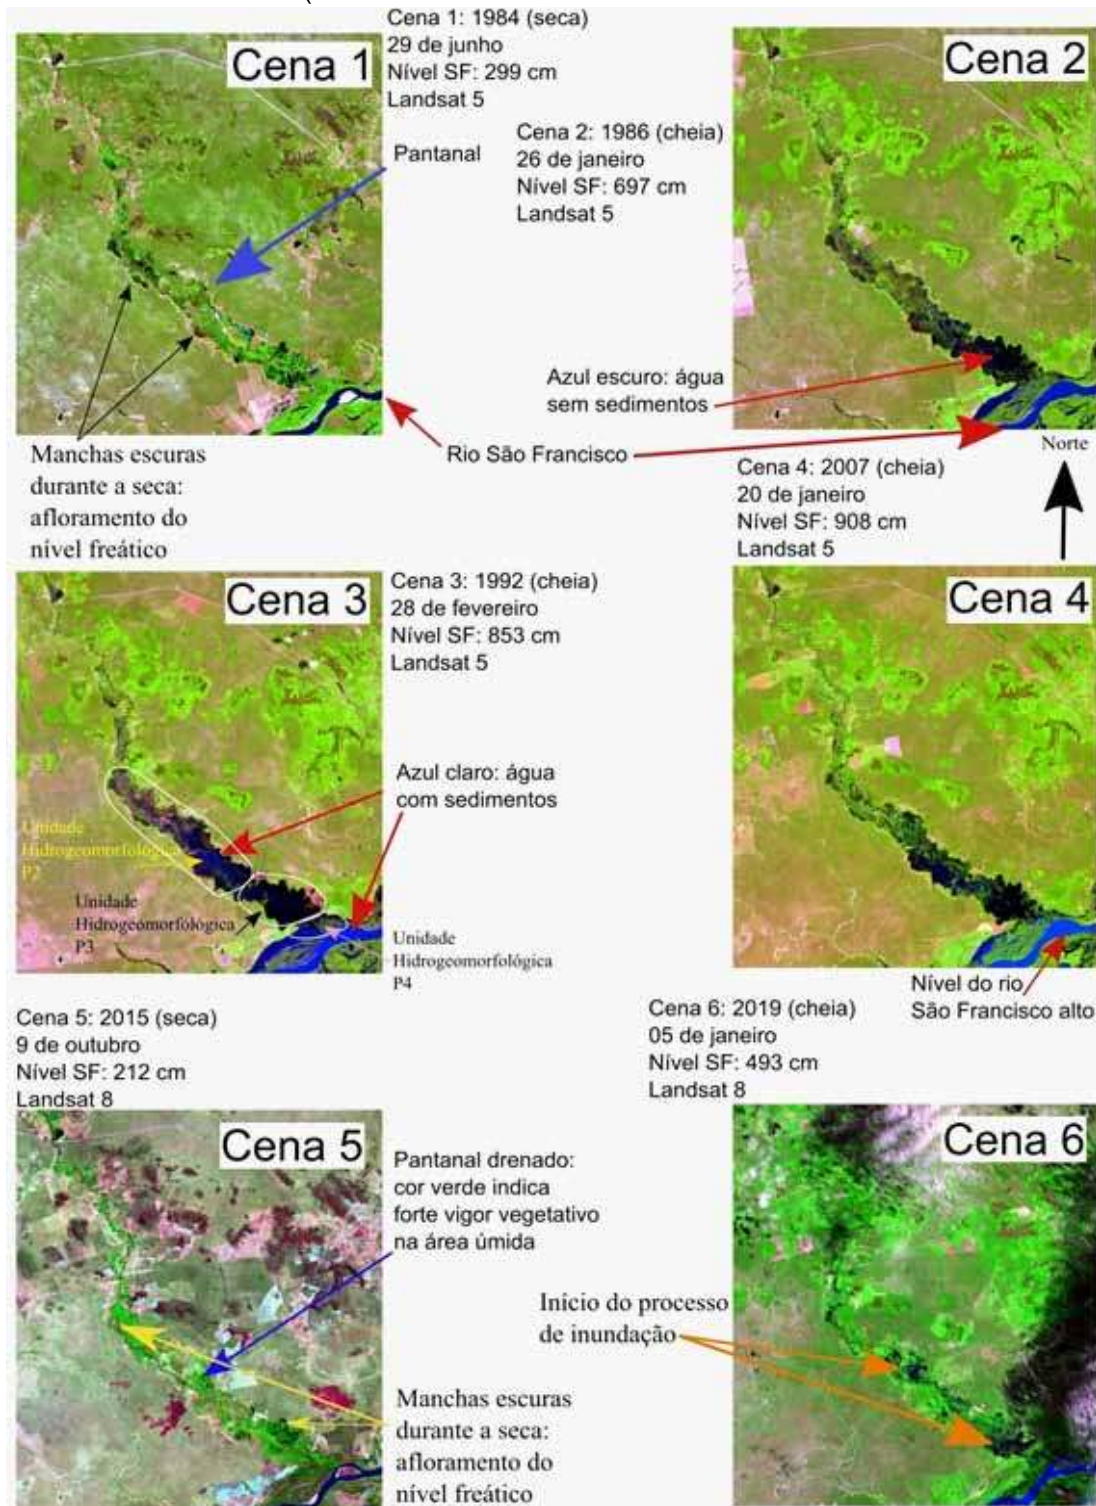 (
Cena 1
Cena 1: 1984 (seca)
29 de junho
Nível SF: 299 cm
Landsat 5
Pantanal
Cena 2: 1986 (cheia)
26 de janeiro
Nível SF: 697 cm
Landsat 5
Cena 2
Azul escuro: água
sem sedimentos
Rio São Francisco
Manchas escuras
durante a seca:
afloramento do
nível freático
Norte
Cena 4: 2007 (cheia)
20 de janeiro
Nível SF: 908 cm
Landsat 5
Cena 3
Cena 3: 1992 (cheia)
28 de fevereiro
Nível SF: 853 cm
Landsat 5
Cena 4
Azul claro: água
com sedimentos
Unidade
Hidrogeomorfológica
P2
Unidade
Hidrogeomorfológica
P3
Unidade
Hidrogeomorfológica
P4
Nível do rio
São Francisco alto
Cena 5: 2015 (seca)
9 de outubro
Nível SF: 212 cm
Landsat 8
Cena 6: 2019 (cheia)
05 de janeiro
Nível SF: 493 cm
Landsat 8
Cena 5
Pantanal drenado:
cor verde indica
forte vigor vegetativo
na área úmida
Cena 6
Início do processo
de inundação
Manchas escuras
durante a seca:
afloramento do
nível freático